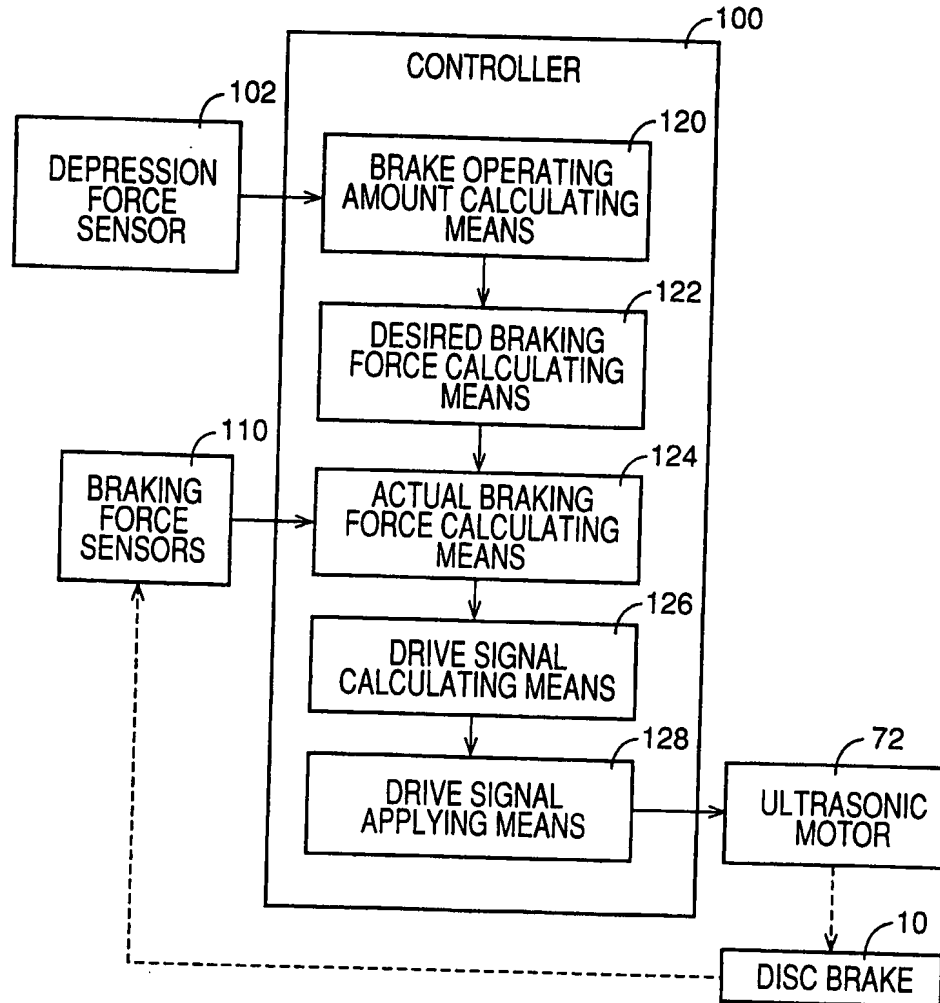 100
CONTROLLER
102
DEPRESSION
FORCE
SENSOR
120
BRAKE OPERATING
AMOUNT CALCULATING
MEANS
122
DESIRED BRAKING
FORCE CALCULATING
MEANS
110
BRAKING
FORCE
SENSORS
124
ACTUAL BRAKING
FORCE CALCULATING
MEANS
126
DRIVE SIGNAL
CALCULATING MEANS
128
DRIVE SIGNAL
APPLYING MEANS
72
ULTRASONIC
MOTOR
10
DISC BRAKE